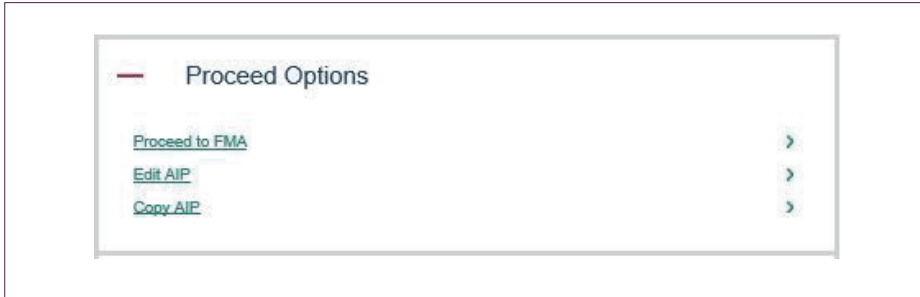 Proceed Options
Proceed to FMA
Edit AIP
Copy AIP